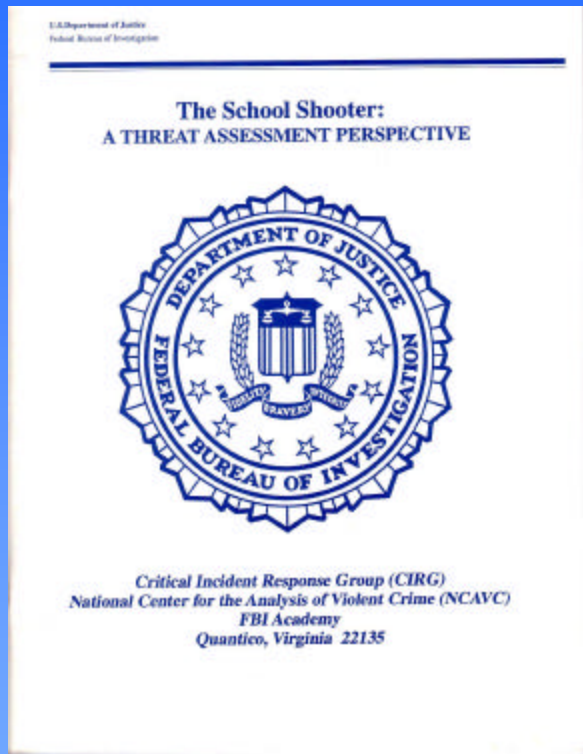 U.S. Department of Justice
Federal Bureau of Investigation
The School Shooter:
A THREAT ASSESSMENT PERSPECTIVE
DEPARTMENT OF JUSTICE
FEDERAL BUREAU OF INVESTIGATION
FIDELITY BRAVERY INTEGRITY
Critical Incident Response Group (CIRG)
National Center for the Analysis of Violent Crime (NCAVC)
FBI Academy
Quantico, Virginia 22135